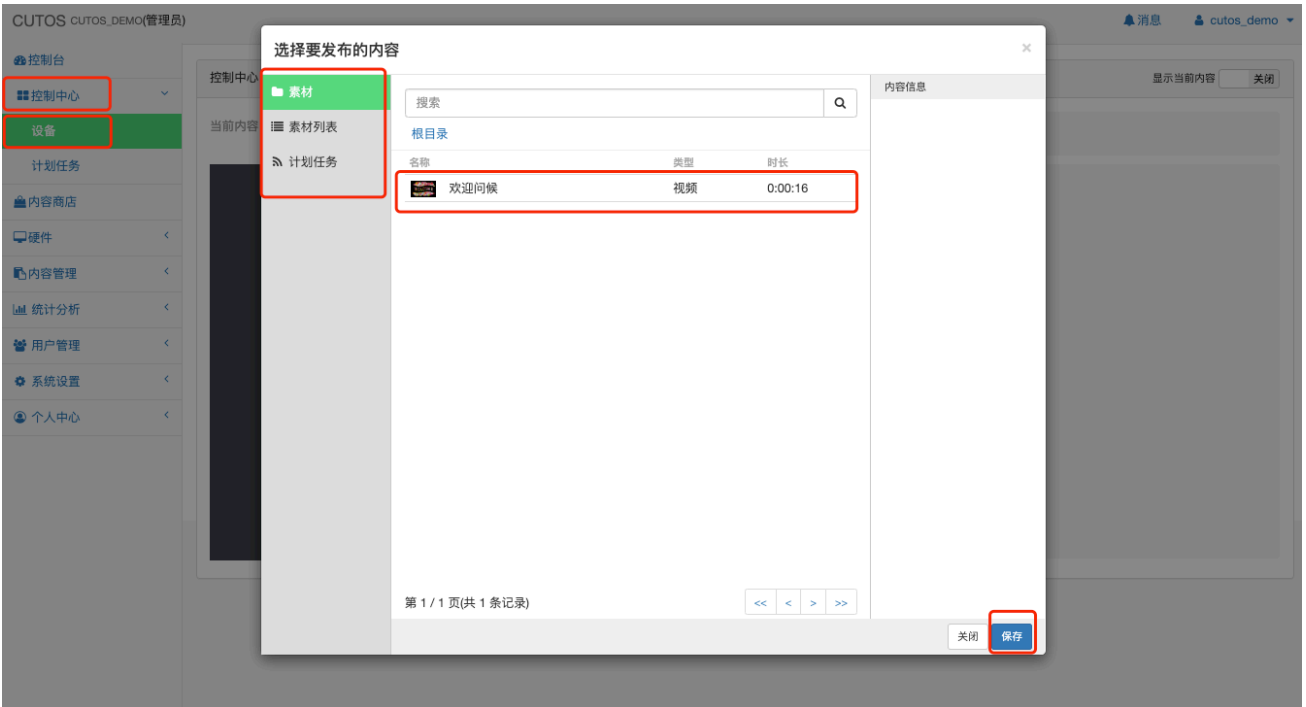 CUTOS CUTOS_DEMO(管理员)
消息 cutos_demo
控制台
控制中心
设备
计划任务
内容商店
硬件
内容管理
统计分析
用户管理
系统设置
个人中心
控制中心
显示当前内容 关闭
当前内容
选择要发布的内容 ×
素材
素材列表
计划任务
搜索
根目录
名称 类型 时长
欢迎问候 视频 0:00:16
第 1 / 1 页(共 1 条记录)
<< < > >>
内容信息
关闭 保存